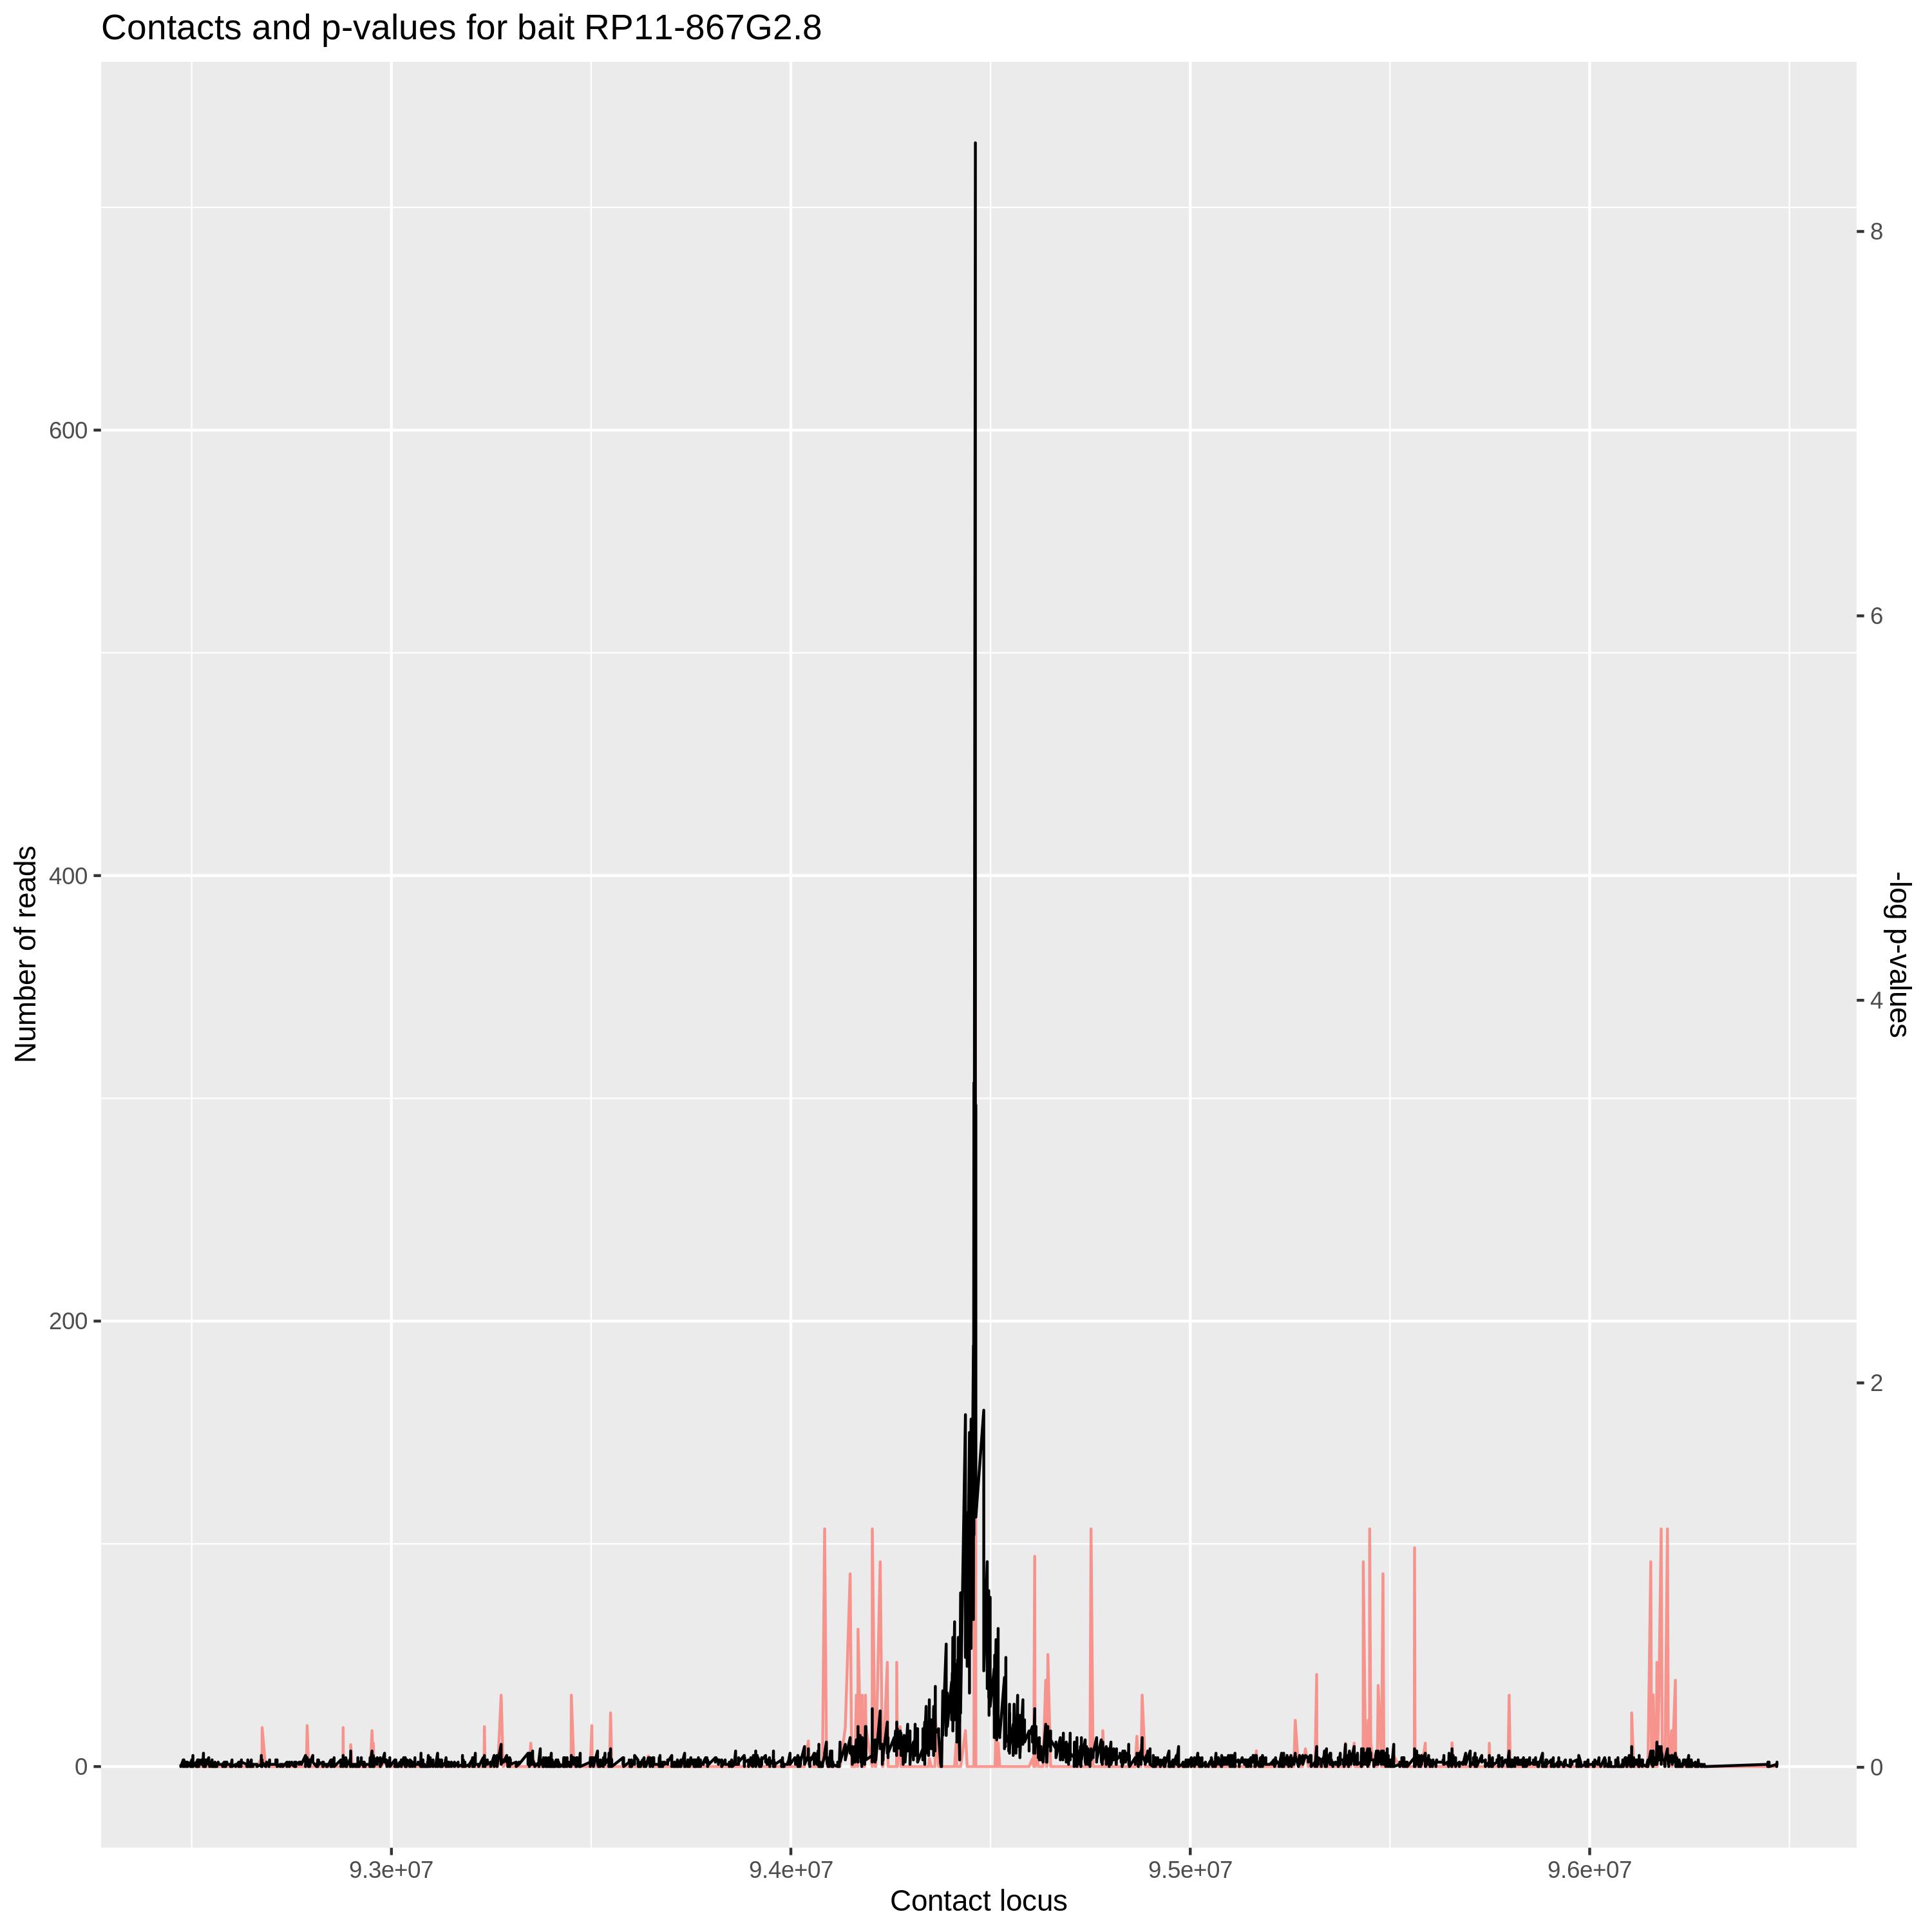 Contacts and p-values for bait RP11-867G2.8
Number of reads
600
400
200
0
8
6
4
2
0
-log p-values
9.3e+07
9.4e+07
9.5e+07
9.6e+07
Contact locus